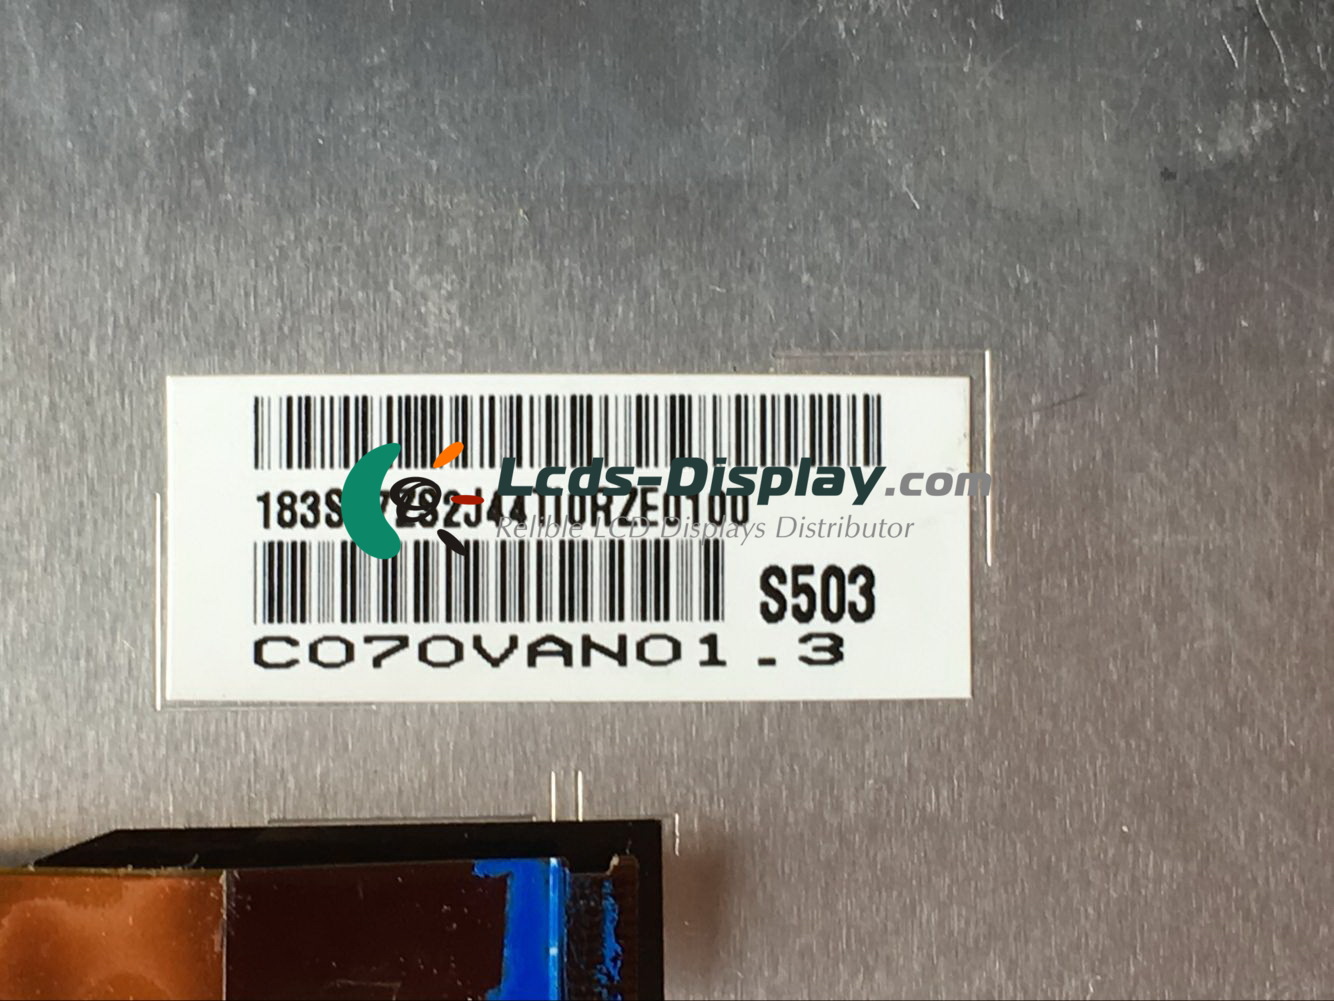 Lcds-Display.com
Relible LCD Displays Distributor
S503
C070VAN01.3